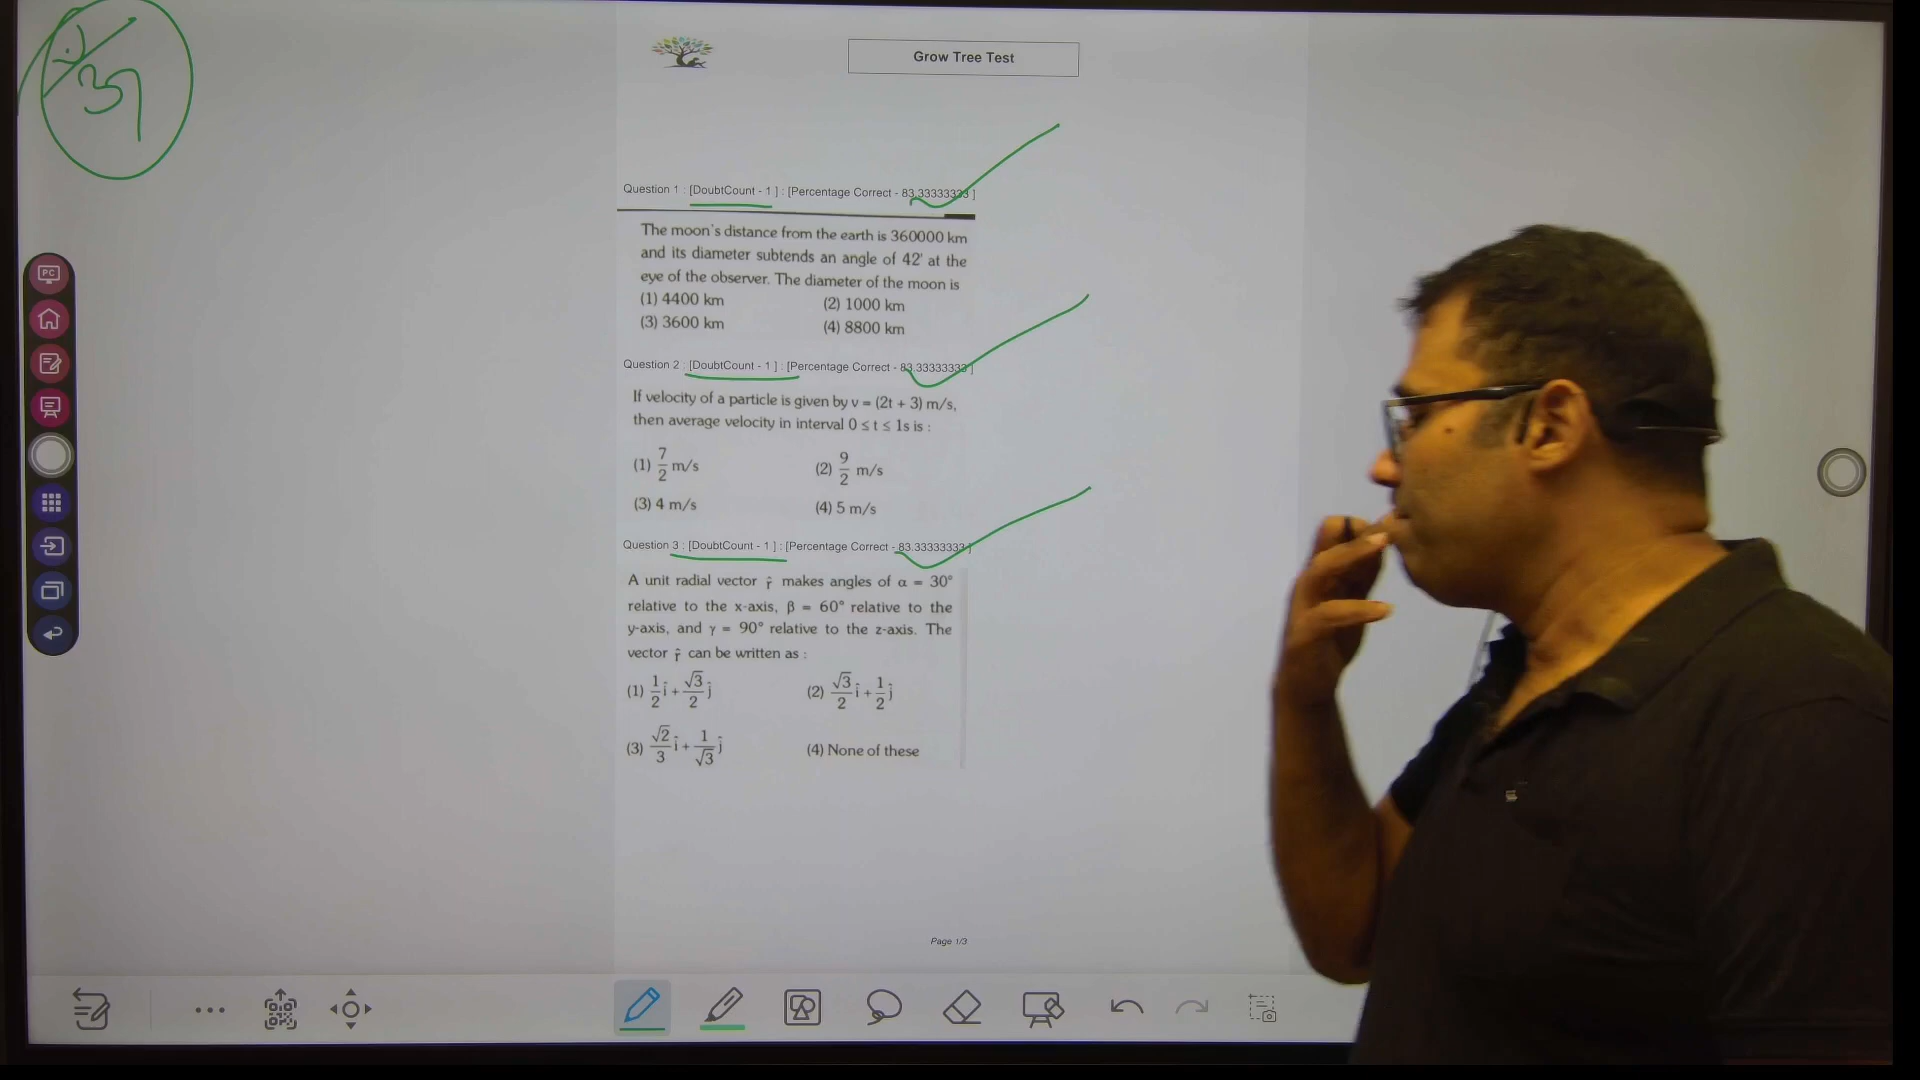 39
Grow Tree Test
Question 1 : [DoubtCount - 1 ] : [Percentage Correct - 83.33333333 ]
The moon's distance from the earth is 360000 km
and its diameter subtends an angle of 42' at the
eye of the observer. The diameter of the moon is
(1) 4400 km (2) 1000 km
(3) 3600 km (4) 8800 km
Question 2 : [DoubtCount - 1 ] : [Percentage Correct - 83.33333333 ]
If velocity of a particle is given by v = (2t + 3) m/s,
then average velocity in interval 0 ≤ t ≤ 1s is :
(1) 7/2 m/s (2) 9/2 m/s
(3) 4 m/s (4) 5 m/s
Question 3 : [DoubtCount - 1 ] : [Percentage Correct - 83.33333333 ]
A unit radial vector r̂ makes angles of α = 30°
relative to the x-axis, β = 60° relative to the
y-axis, and γ = 90° relative to the z-axis. The
vector r̂ can be written as :
(1) 1/2 î + √3/2 ĵ (2) √3/2 î + 1/2 ĵ
(3) √2/3 î + 1/√3 ĵ (4) None of these
Page 1/3
PC